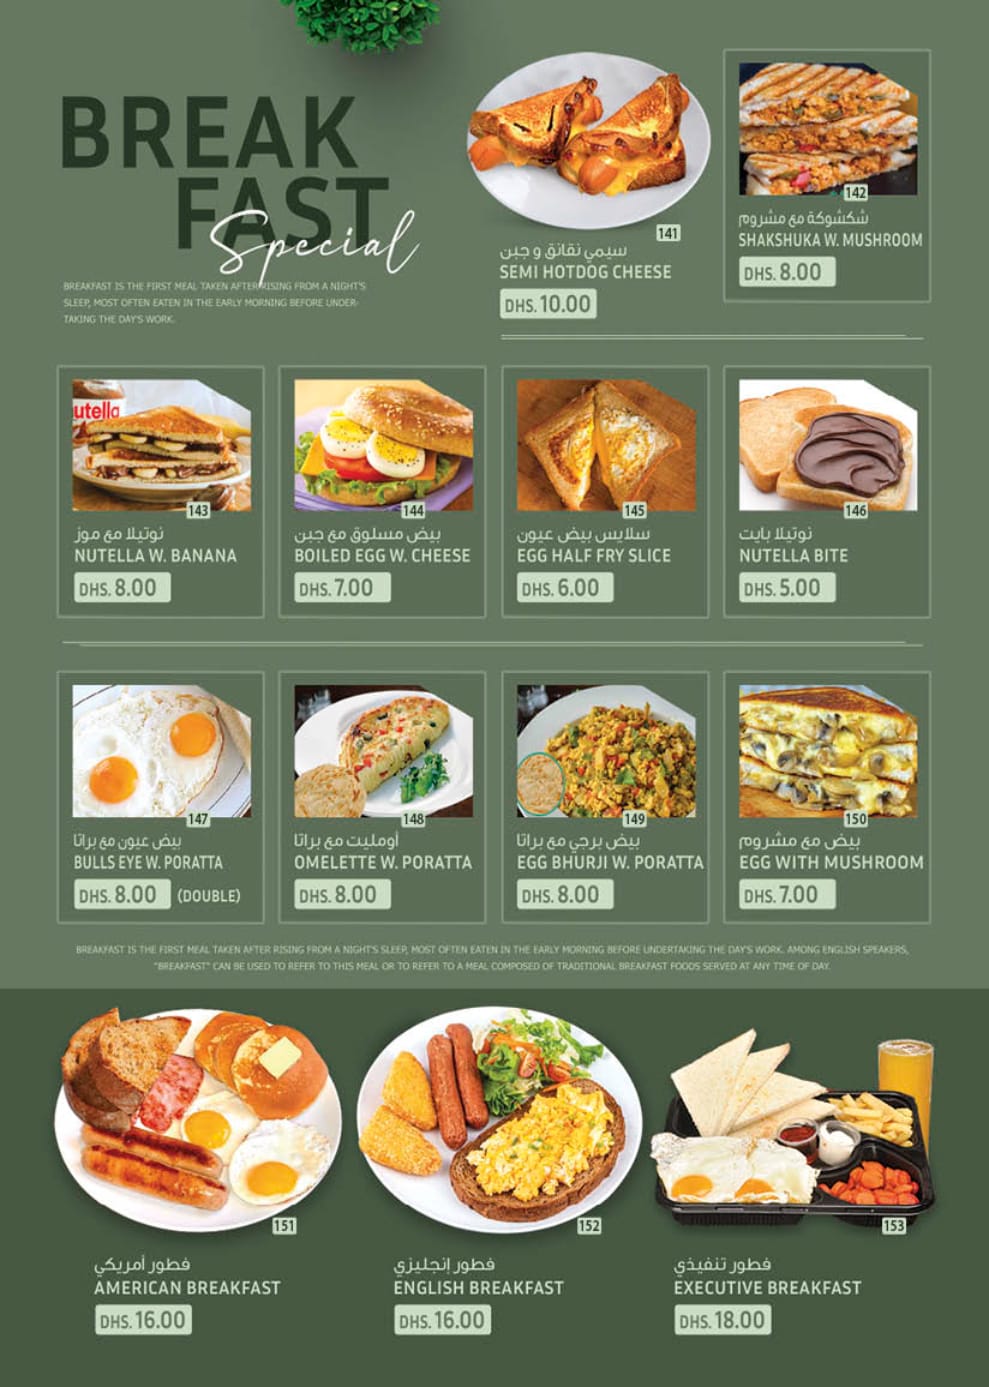 BREAK
FAST
Special
BREAKFAST IS THE FIRST MEAL TAKEN AFTER RISING FROM A NIGHT'S
SLEEP, MOST OFTEN EATEN IN THE EARLY MORNING BEFORE UNDER-
TAKING THE DAY'S WORK.
141
سيمي نقانق و جبن
SEMI HOTDOG CHEESE
DHS. 10.00
142
شكشوكة مع مشروم
SHAKSHUKA W. MUSHROOM
DHS. 8.00
utella
143
نوتيلا مع موز
NUTELLA W. BANANA
DHS. 8.00
144
بيض مسلوق مع جبن
BOILED EGG W. CHEESE
DHS. 7.00
145
سلايس بيض عيون
EGG HALF FRY SLICE
DHS. 6.00
146
نوتيلا بايت
NUTELLA BITE
DHS. 5.00
147
بيض عيون مع براتا
BULLS EYE W. PORATTA
DHS. 8.00 (DOUBLE)
148
أومليت مع براتا
OMELETTE W. PORATTA
DHS. 8.00
149
بيض برجي مع براتا
EGG BHURJI W. PORATTA
DHS. 8.00
150
بيض مع مشروم
EGG WITH MUSHROOM
DHS. 7.00
BREAKFAST IS THE FIRST MEAL TAKEN AFTER RISING FROM A NIGHT'S SLEEP, MOST OFTEN EATEN IN THE EARLY MORNING BEFORE UNDERTAKING THE DAY'S WORK. AMONG ENGLISH SPEAKERS,
"BREAKFAST" CAN BE USED TO REFER TO THIS MEAL OR TO REFER TO A MEAL COMPOSED OF TRADITIONAL BREAKFAST FOODS SERVED AT ANY TIME OF DAY.
151
فطور أمريكي
AMERICAN BREAKFAST
DHS. 16.00
152
فطور إنجليزي
ENGLISH BREAKFAST
DHS. 16.00
153
فطور تنفيذي
EXECUTIVE BREAKFAST
DHS. 18.00